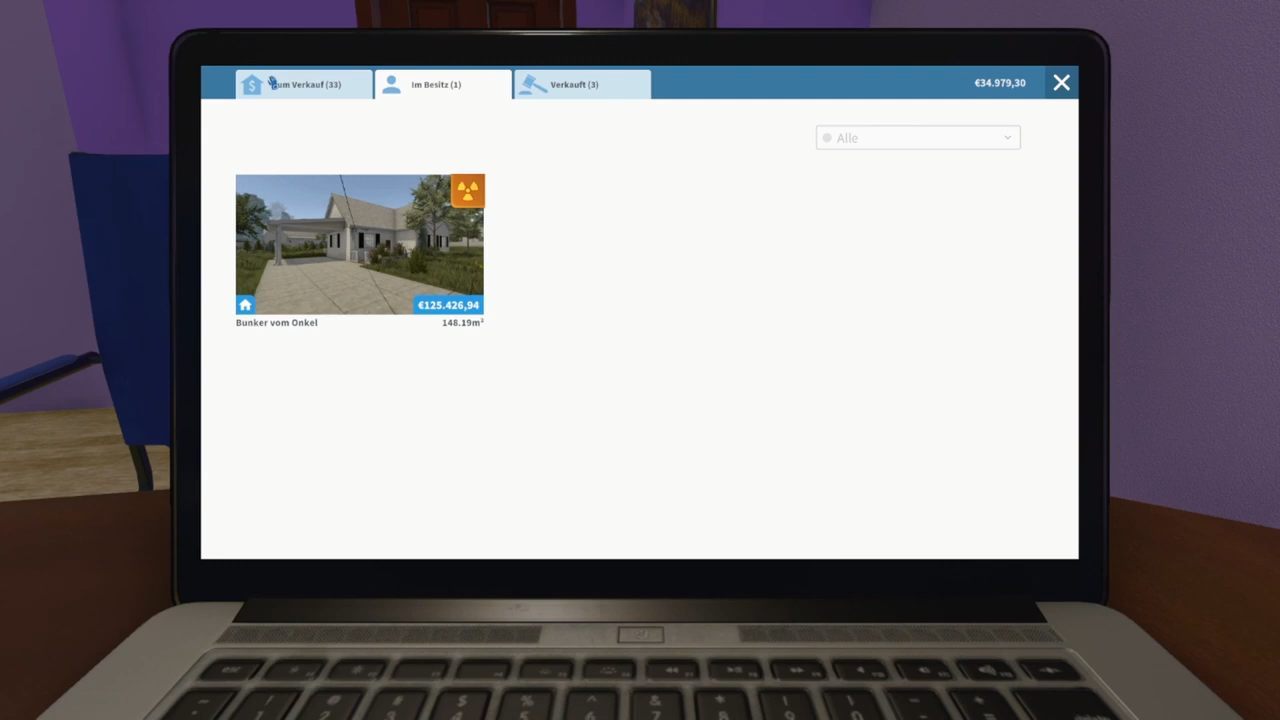 um Verkauf (33)
Im Besitz (1)
Verkauft (3)
€34.979,30
Alle
€125.426,94
Bunker vom Onkel
148.19m²
esc